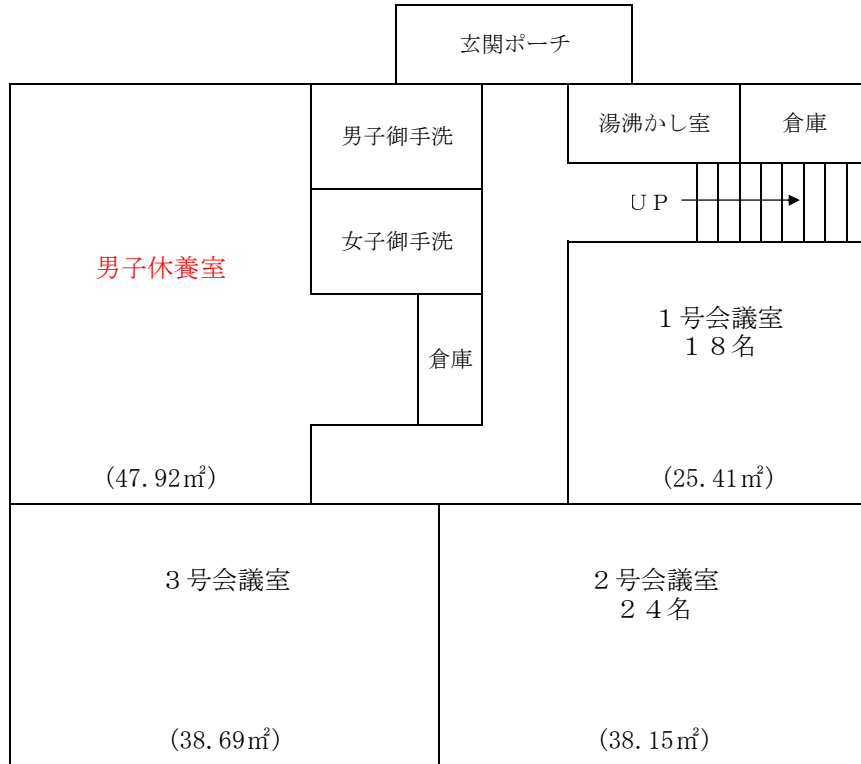 玄関ポーチ
男子御手洗
湯沸かし室
倉庫
UP
女子御手洗
男子休養室
1号会議室
18名
倉庫
(47.92㎡)
(25.41㎡)
3号会議室
2号会議室
24名
(38.69㎡)
(38.15㎡)